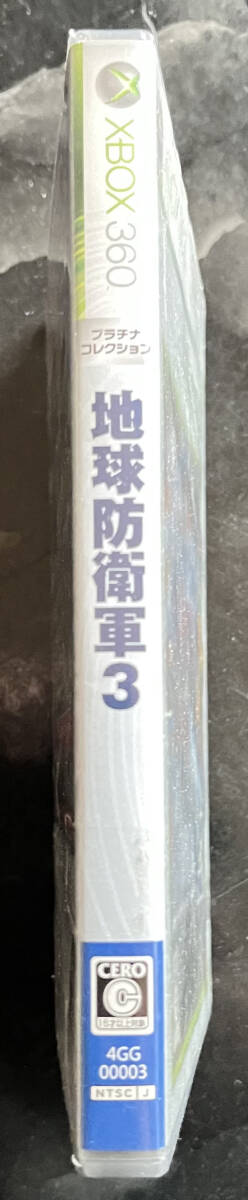 XBOX 360
プラチナ
コレクション
地球防衛軍3
CERO
C
15才以上対象
4GG
00003
NTSC J